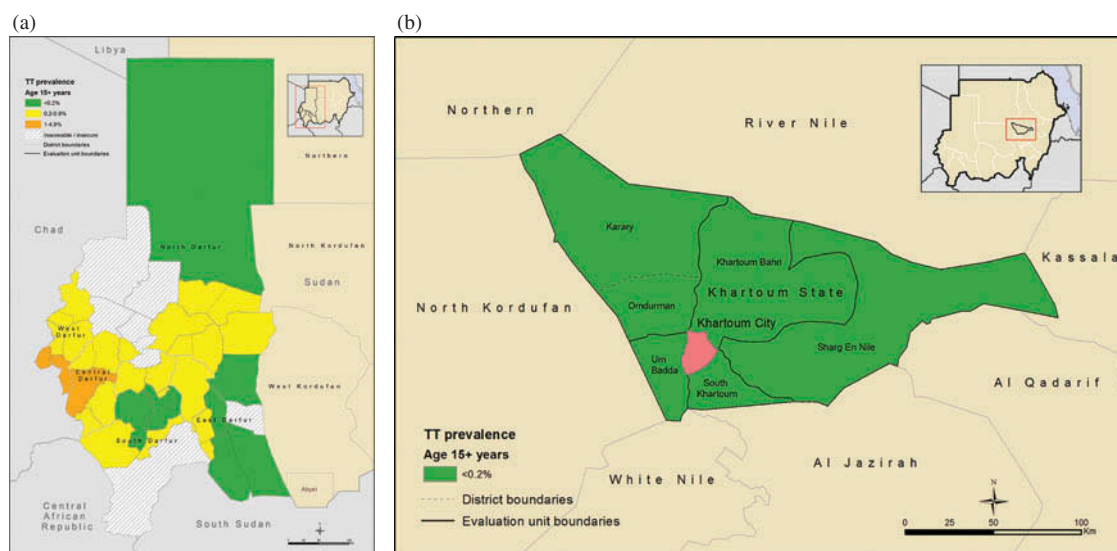 (a)
Libya
TT prevalence
Age 15+ years
<0.2%
0.2-0.9%
1-4.9%
Inaccessible / insecure
District boundaries
Evaluation unit boundaries
Northern
Chad
North Darfur
North Kordufan
Sudan
West
Darfur
Central
Darfur
West Kordufan
East Darfur
South Darfur
Abyei
Central
African
Republic
South Sudan
(b)
Northern
River Nile
Karary
Khartoum Bahri
Kassala
Khartoum State
North Kordufan
Omdurman
Khartoum City
Sharg En Nile
Um
Badda
South
Khartoum
Al Qadarif
TT prevalence
Age 15+ years
<0.2%
White Nile
Al Jazirah
District boundaries
Evaluation unit boundaries
N
0 25 50 100
Km